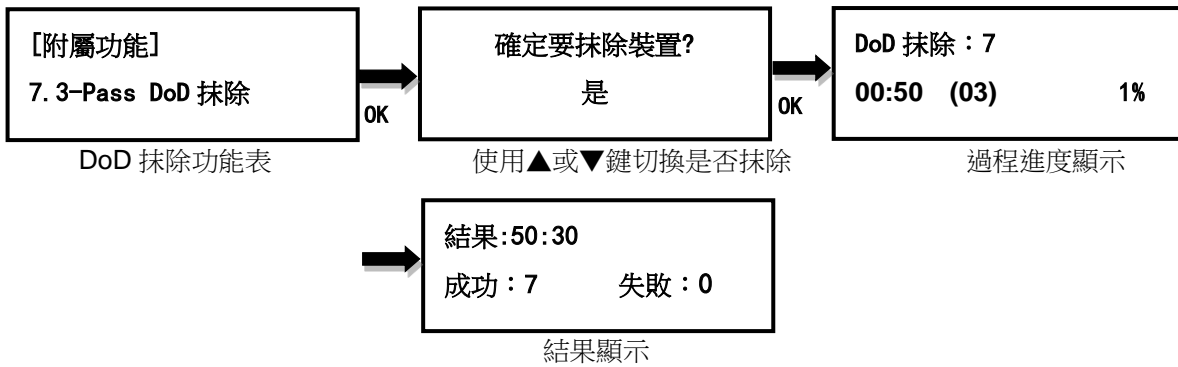 [附屬功能]
7. 3-Pass DoD 抹除
OK
確定要抹除裝置?
是
OK
DoD 抹除：7
00:50 (03) 1%
DoD 抹除功能表
使用▲或▼鍵切換是否抹除
過程進度顯示
結果:50:30
成功：7 失敗：0
結果顯示